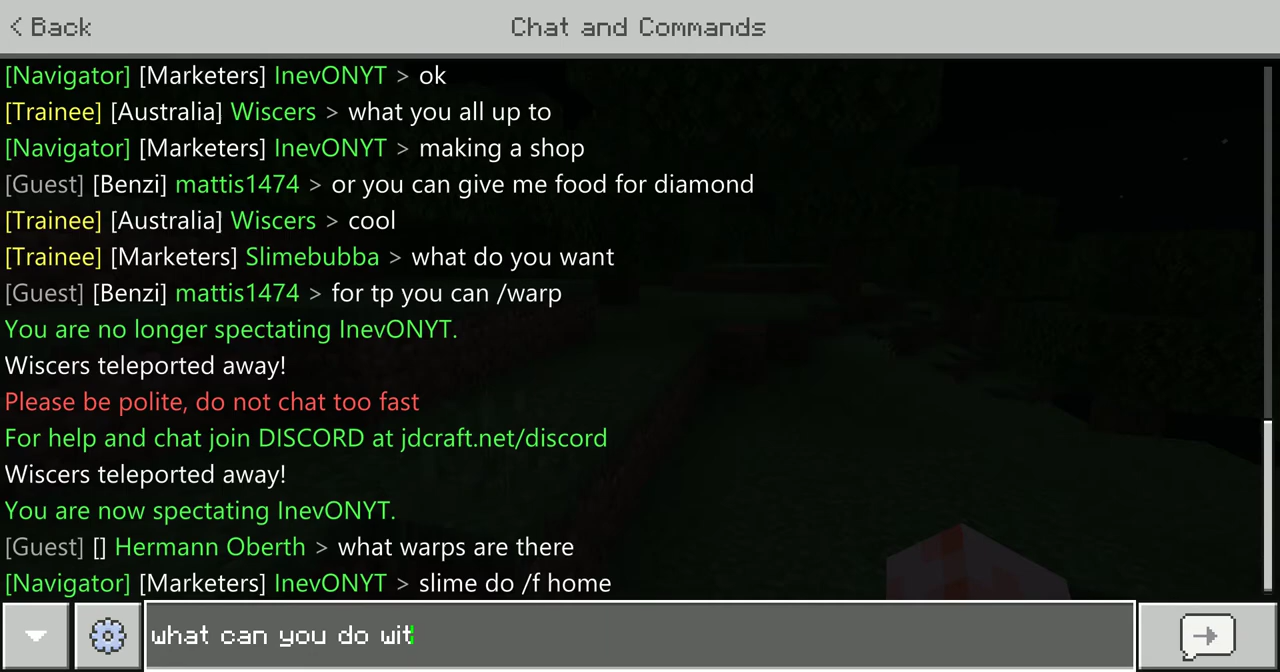 < Back
Chat and Commands
[Navigator] [Marketers] InevONYT > ok
[Trainee] [Australia] Wiscers > what you all up to
[Navigator] [Marketers] InevONYT > making a shop
[Guest] [Benzi] mattis1474 > or you can give me food for diamond
[Trainee] [Australia] Wiscers > cool
[Trainee] [Marketers] Slimebubba > what do you want
[Guest] [Benzi] mattis1474 > for tp you can /warp
You are no longer spectating InevONYT.
Wiscers teleported away!
Please be polite, do not chat too fast
For help and chat join DISCORD at jdcraft.net/discord
Wiscers teleported away!
You are now spectating InevONYT.
[Guest] [] Hermann Oberth > what warps are there
[Navigator] [Marketers] InevONYT > slime do /f home
what can you do wit